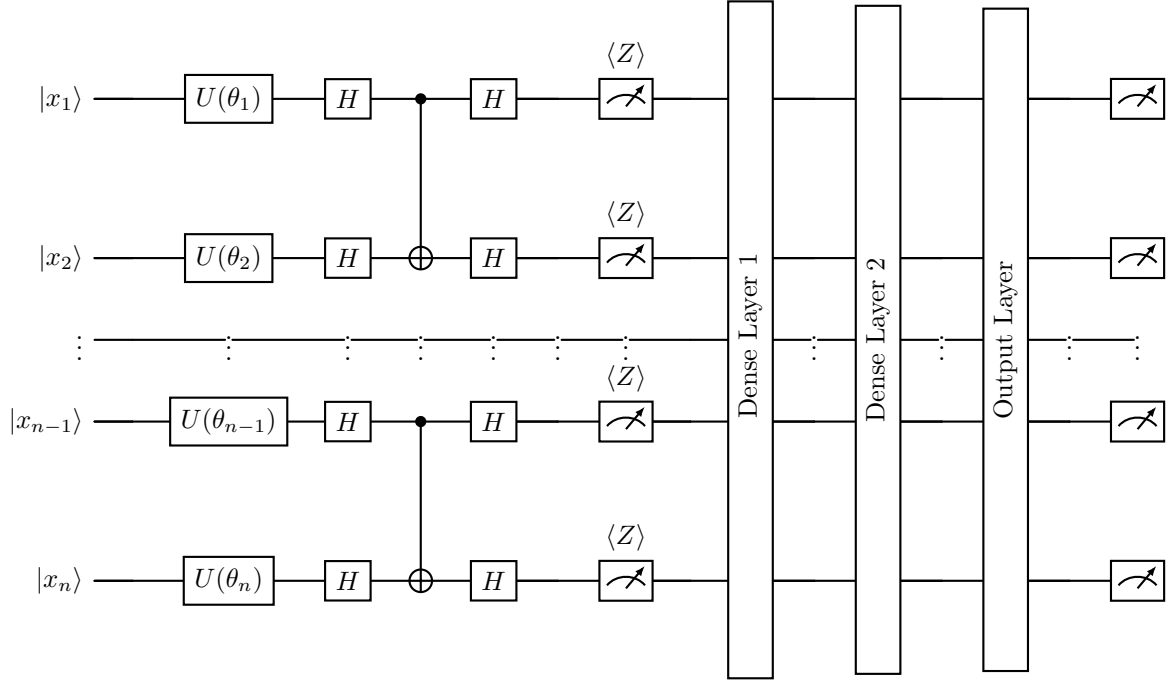 ⟨Z⟩
|x₁⟩ U(θ₁) H H
⟨Z⟩
|x₂⟩ U(θ₂) H H
⋮ ⋮ ⋮ ⋮ ⋮ ⋮ ⋮ ⋮ ⋮ ⋮ ⋮
⟨Z⟩
|xₙ₋₁⟩ U(θₙ₋₁) H H
⟨Z⟩
|xₙ⟩ U(θₙ) H H
Dense Layer 1
Dense Layer 2
Output Layer